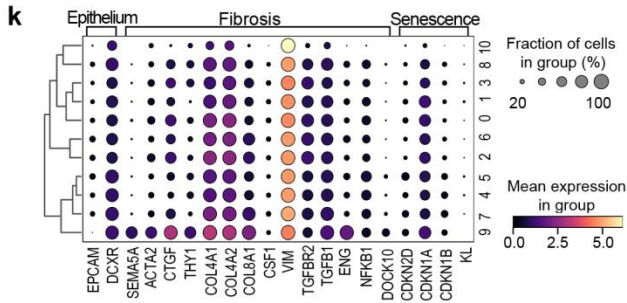 k
Epithelium
Fibrosis
Senescence
10
8
3
1
0
6
2
5
4
7
9
EPCAM
DCXR
SEMA5A
ACTA2
CTGF
THY1
COL4A1
COL4A2
COL8A1
CSF1
VIM
TGFBR2
TGFB1
ENG
NFKB1
DOCK10
CDKN2D
CDKN1A
CDKN1B
KL
Fraction of cells
in group (%)
20 100
Mean expression
in group
0.0 2.5 5.0